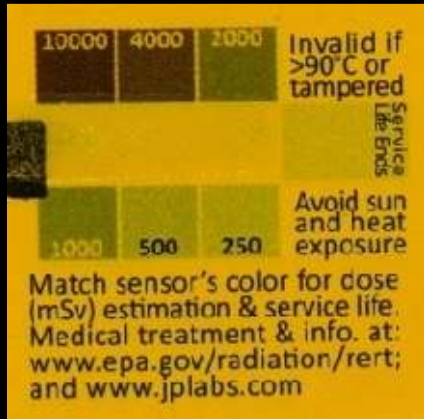 10000 4000 2000
Invalid if
>90°C or
tampered
Service
Life Ends
1000 500 250
Avoid sun
and heat
exposure
Match sensor's color for dose
(mSv) estimation & service life.
Medical treatment & info. at:
www.epa.gov/radiation/rert;
and www.jplabs.com